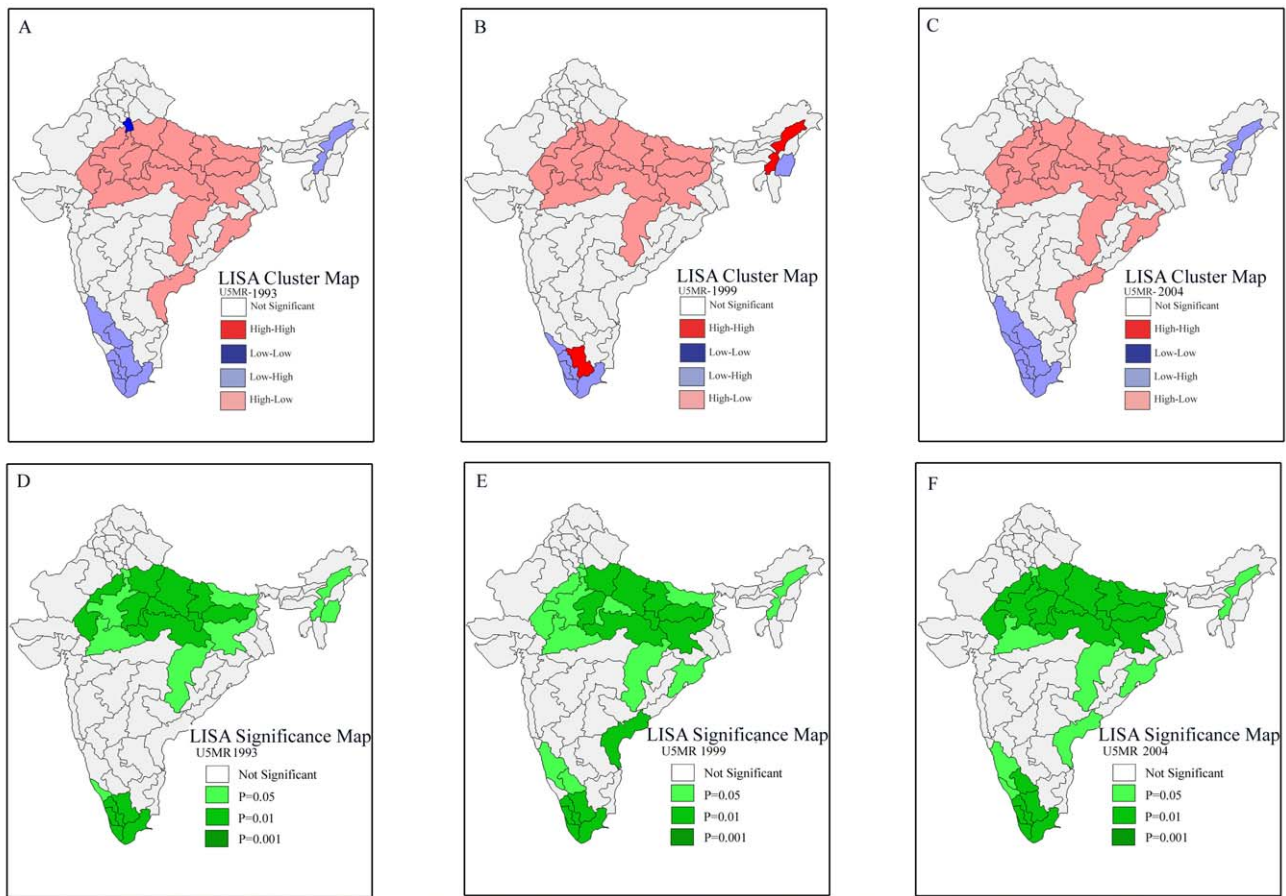 A
LISA Cluster Map
U5MR-1993
Not Significant
High-High
Low-Low
Low-High
High-Low
B
LISA Cluster Map
U5MR-1999
Not Significant
High-High
Low-Low
Low-High
High-Low
C
LISA Cluster Map
U5MR-2004
Not Significant
High-High
Low-Low
Low-High
High-Low
D
LISA Significance Map
U5MR 1993
Not Significant
P=0.05
P=0.01
P=0.001
E
LISA Significance Map
U5MR 1999
Not Significant
P=0.05
P=0.01
P=0.001
F
LISA Significance Map
U5MR 2004
Not Significant
P=0.05
P=0.01
P=0.001